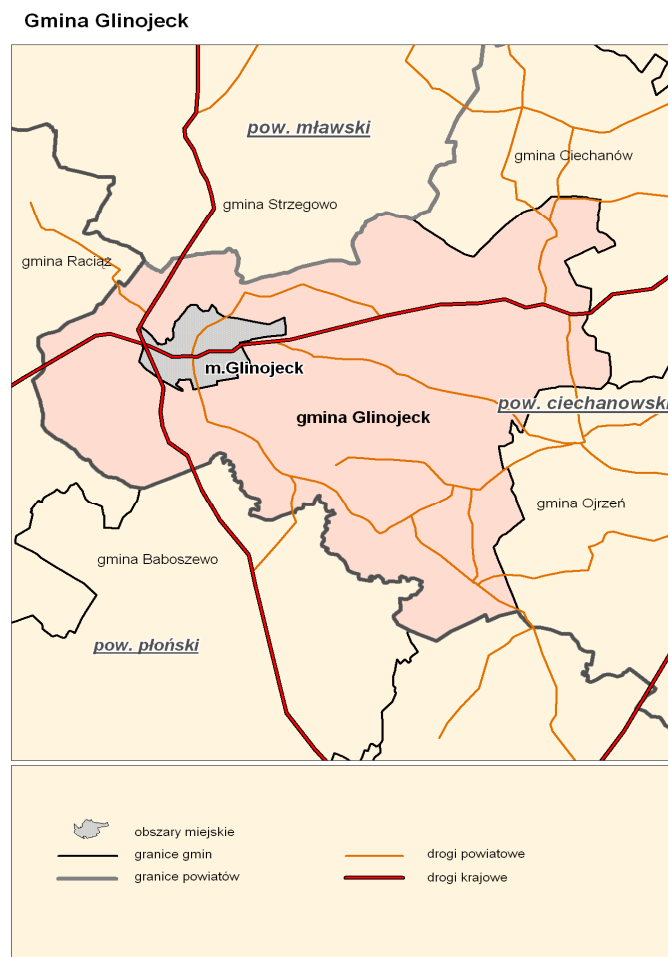 Gmina Glinojeck
pow. mławski
gmina Ciechanów
gmina Strzegowo
gmina Raciąż
m.Glinojeck
pow. ciechanowski
gmina Glinojeck
gmina Ojrzeń
gmina Baboszewo
pow. płoński
obszary miejskie
granice gmin
drogi powiatowe
granice powiatów
drogi krajowe